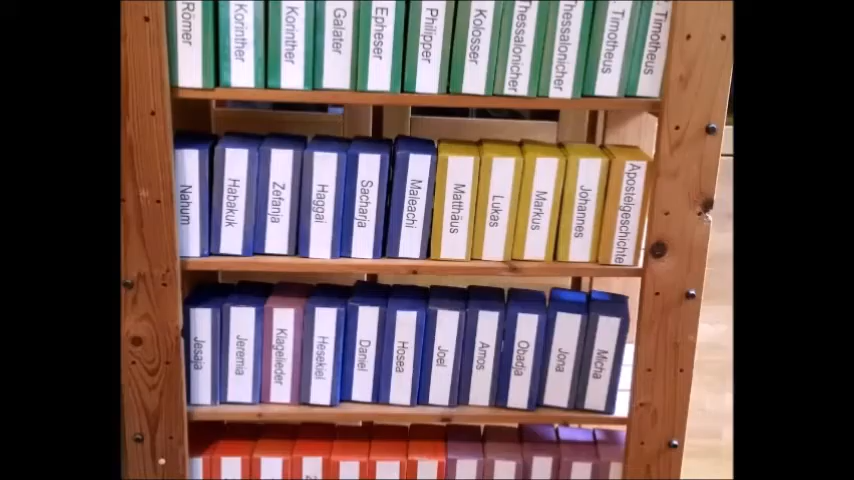 Römer
Korinther
Korinther
Galater
Epheser
Philipper
Kolosser
Thessalonicher
Thessalonicher
Timotheus
Timotheus
Nahum
Habakuk
Zefanja
Haggai
Sacharja
Maleachi
Matthäus
Lukas
Markus
Johannes
Apostelgeschichte
Jesaja
Jeremia
Klagelieder
Hesekiel
Daniel
Hosea
Joel
Amos
Obadja
Jona
Micha